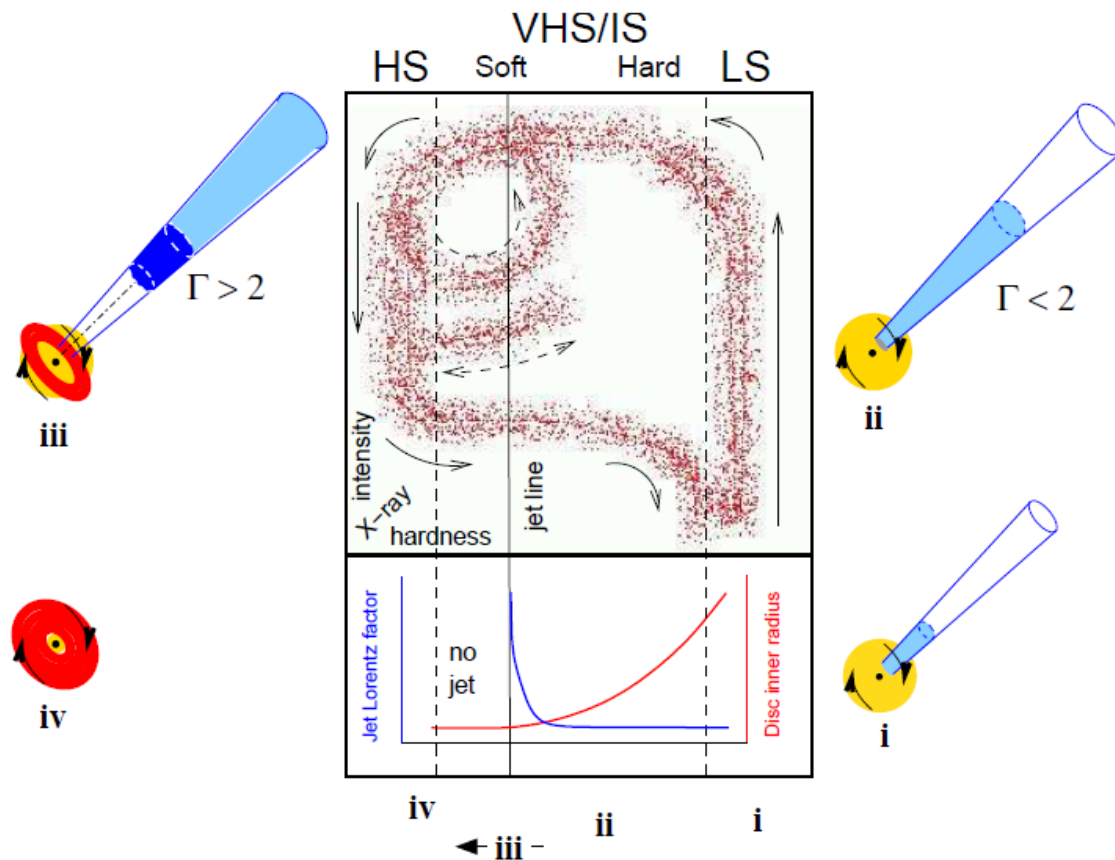 VHS/IS
HS Soft Hard LS
Γ > 2
Γ < 2
iii
ii
intensity
X-ray
hardness
jet line
Jet Lorentz factor
no
jet
Disc inner radius
iv
i
iv
iii
ii
i